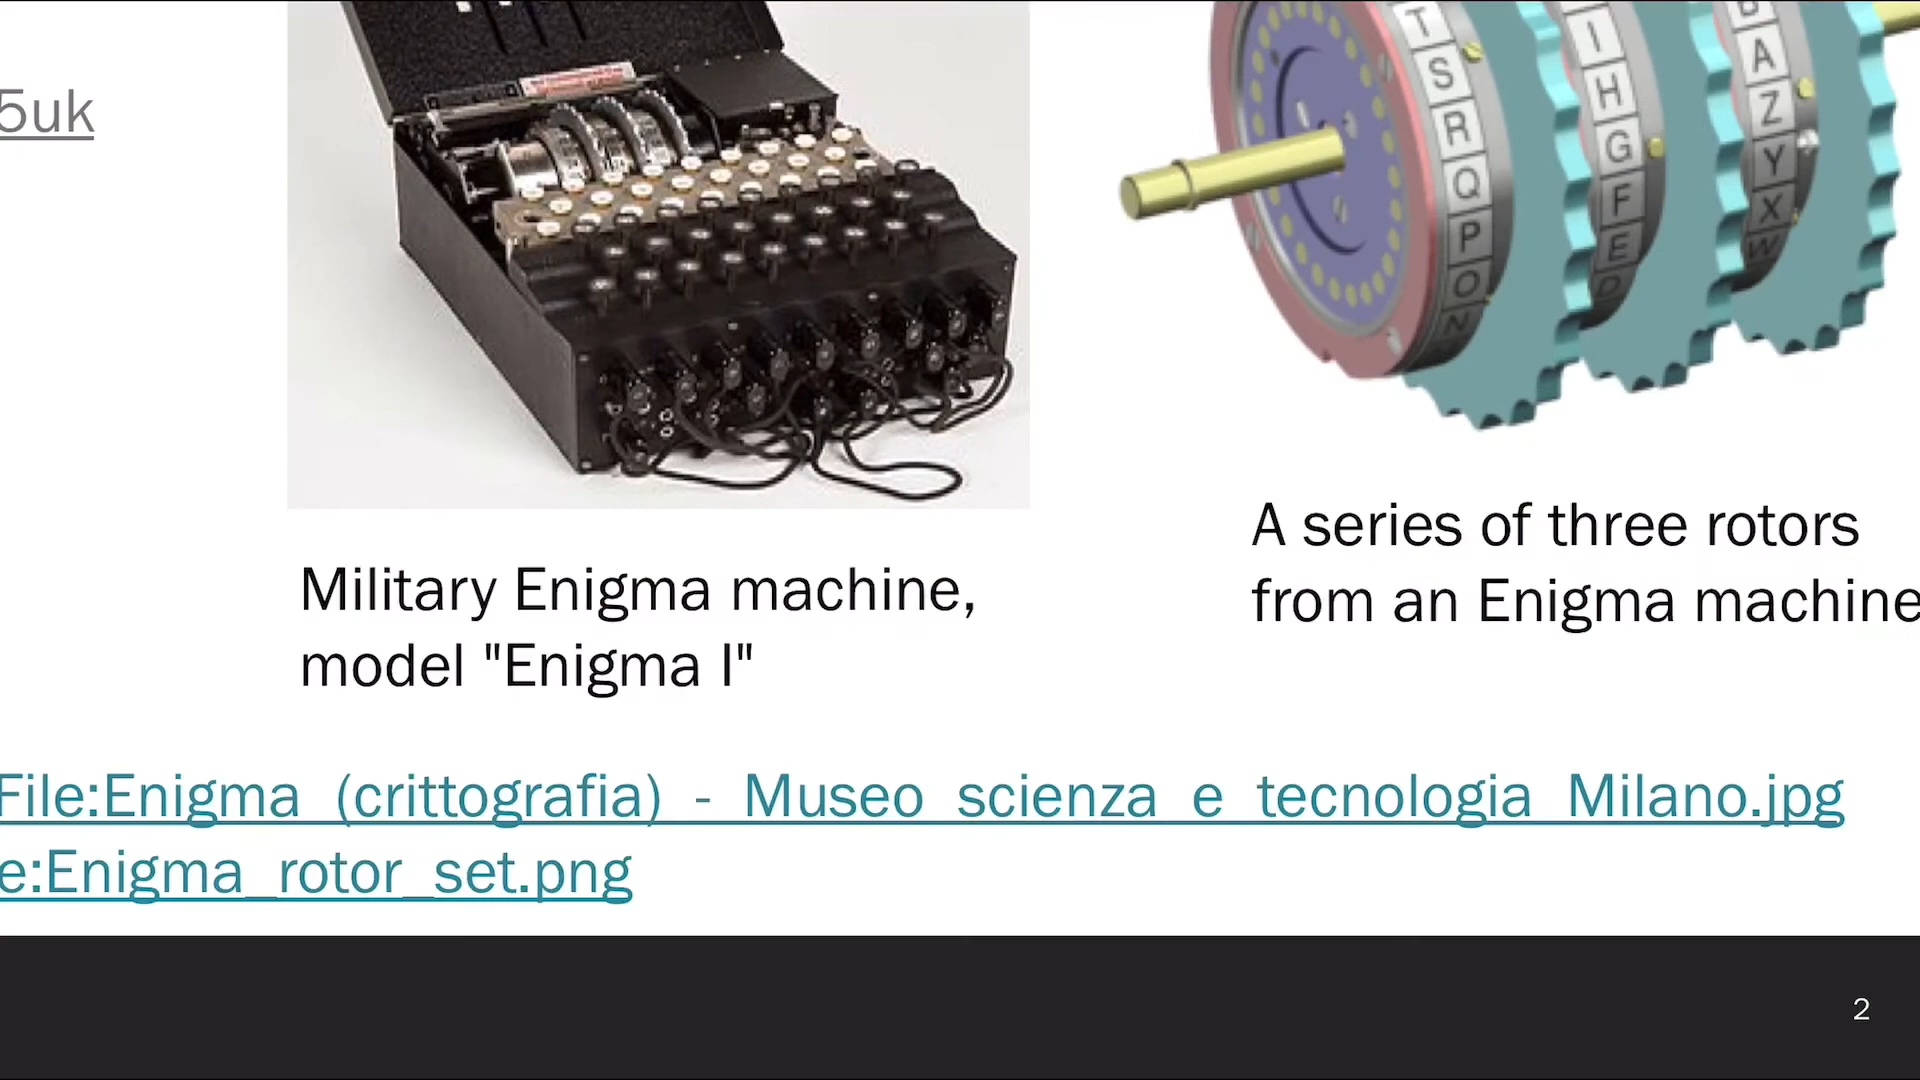 5uk
T
S
R
Q
P
O
N
I
H
G
F
E
D
B
A
Z
Y
X
W
A series of three rotors
from an Enigma machine
Military Enigma machine,
model "Enigma I"
File:Enigma_(crittografia)_-_Museo_scienza_e_tecnologia_Milano.jpg
e:Enigma_rotor_set.png
2